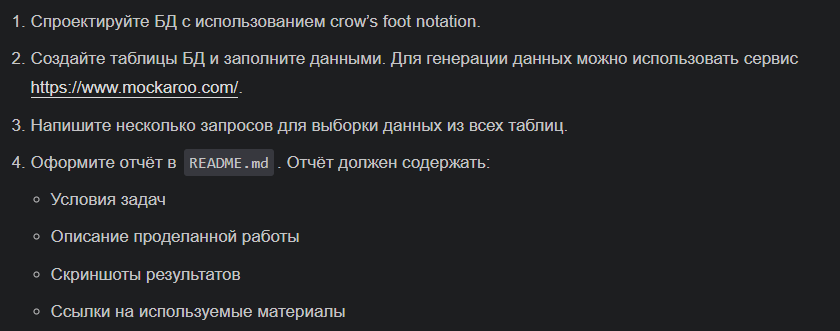 1. Спроектируйте БД с использованием crow’s foot notation.
2. Создайте таблицы БД и заполните данными. Для генерации данных можно использовать сервис
https://www.mockaroo.com/.
3. Напишите несколько запросов для выборки данных из всех таблиц.
4. Оформите отчёт в README.md . Отчёт должен содержать:
◦ Условия задач
◦ Описание проделанной работы
◦ Скриншоты результатов
◦ Ссылки на используемые материалы